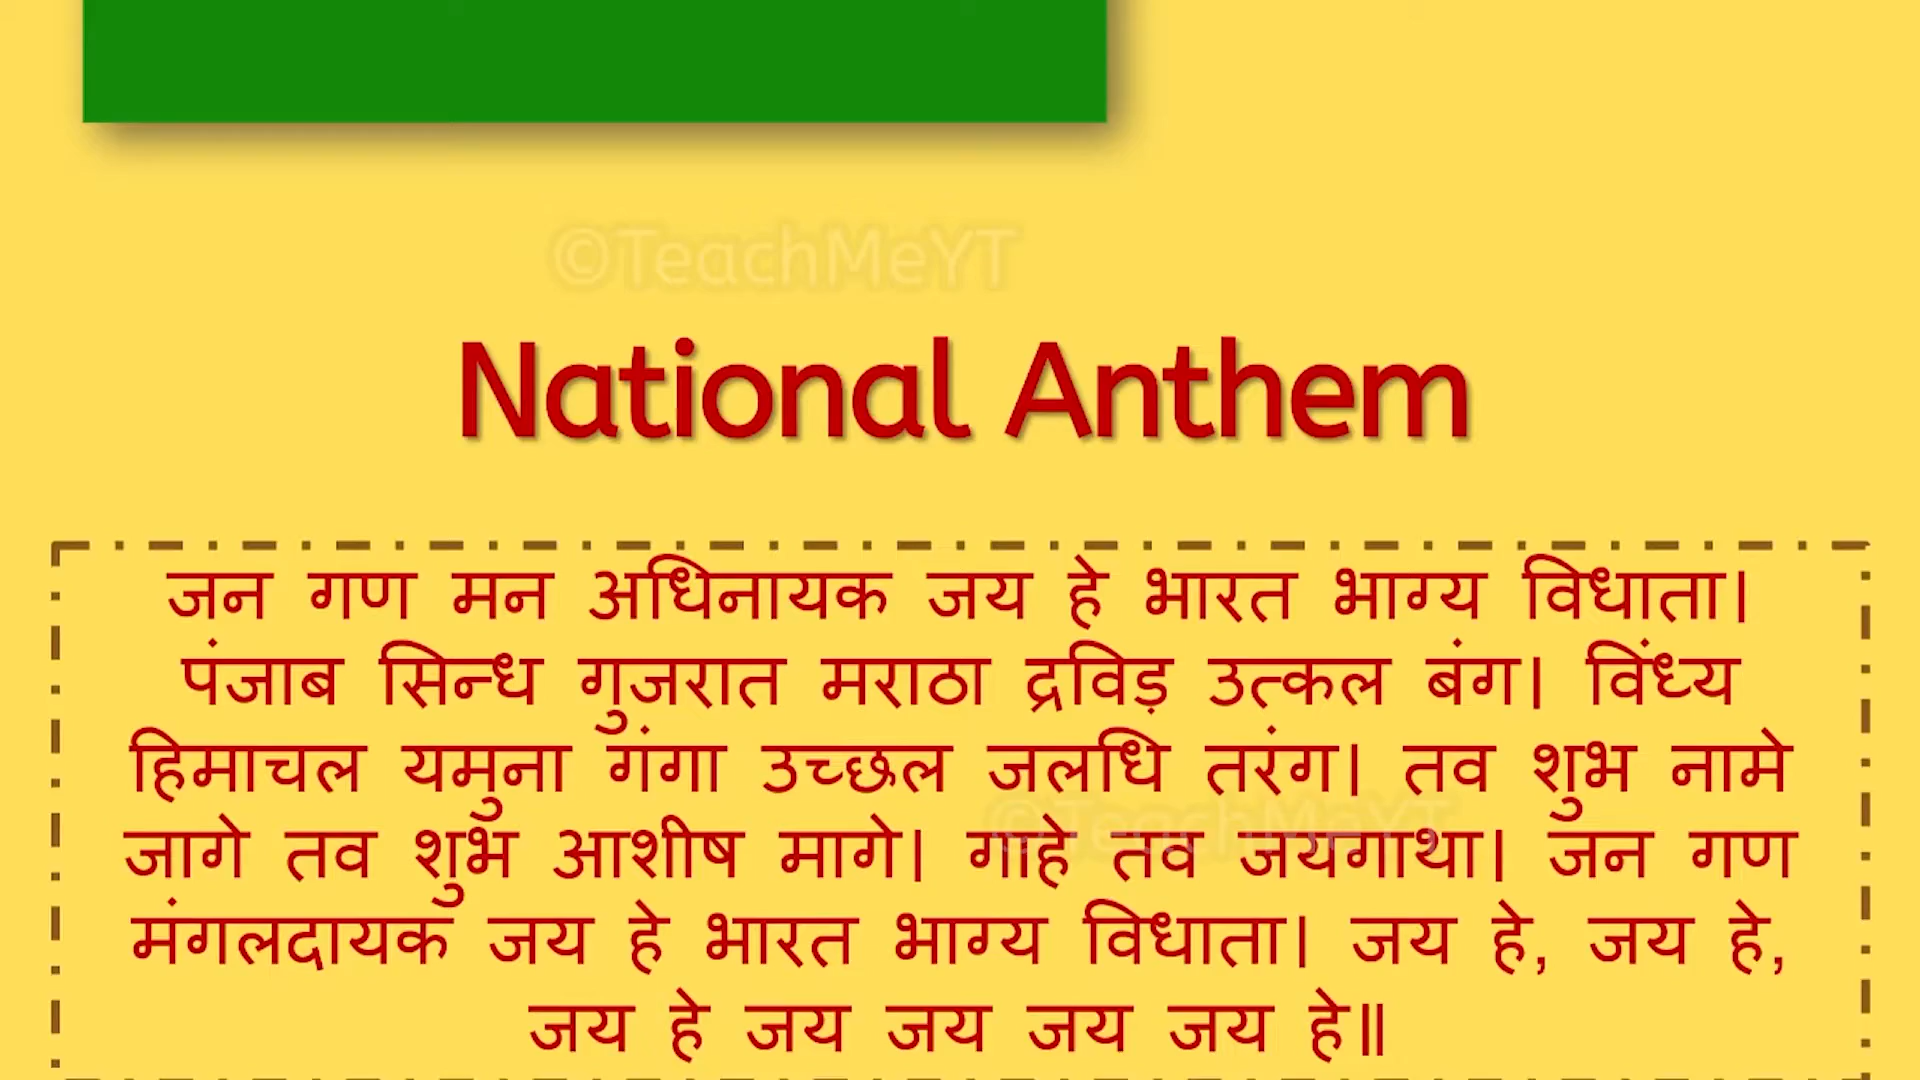 ©TeachMeYT
National Anthem
जन गण मन अधिनायक जय हे भारत भाग्य विधाता।
पंजाब सिन्ध गुजरात मराठा द्रविड़ उत्कल बंग। विंध्य
हिमाचल यमुना गंगा उच्छल जलधि तरंग। तव शुभ नामे
©TeachMeYT
जागे तव शुभ आशीष मागे। गाहे तव जयगाथा। जन गण
मंगलदायक जय हे भारत भाग्य विधाता। जय हे, जय हे,
जय हे जय जय जय जय हे॥